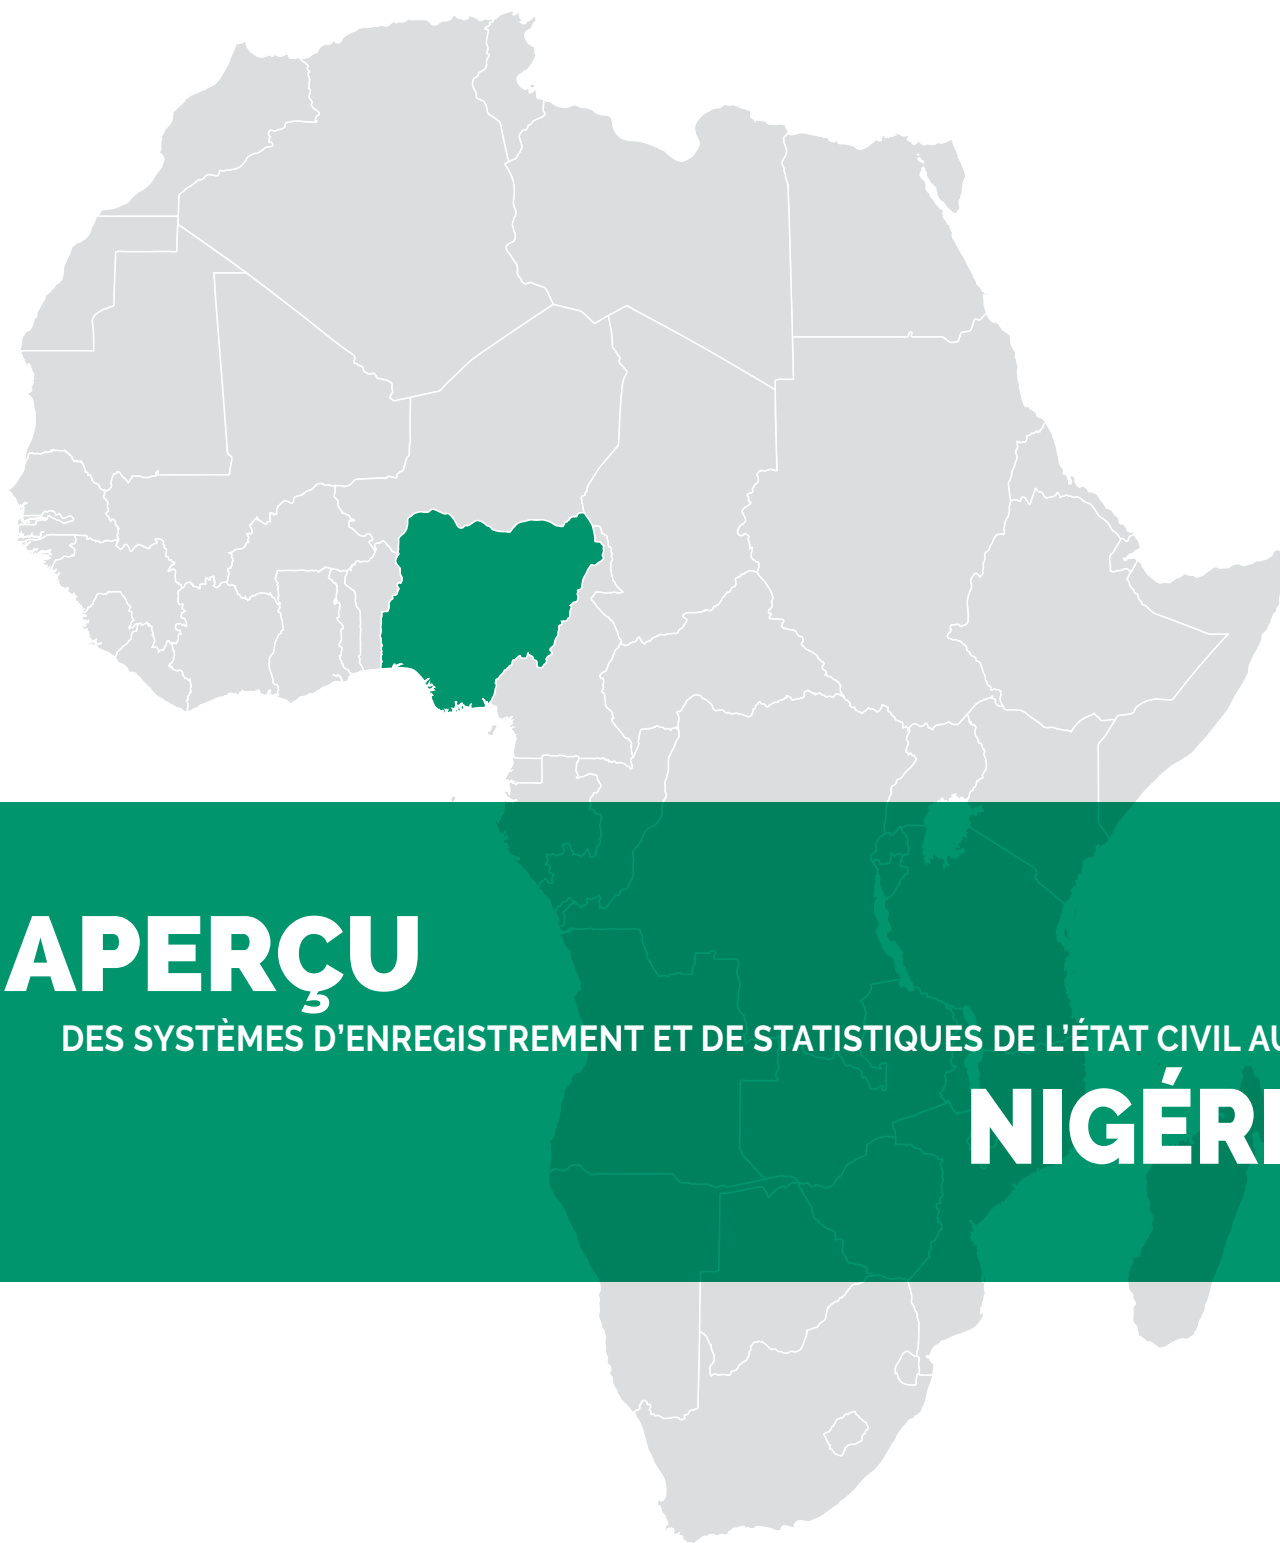 APERÇU
DES SYSTÈMES D’ENREGISTREMENT ET DE STATISTIQUES DE L’ÉTAT CIVIL AU
NIGÉRI